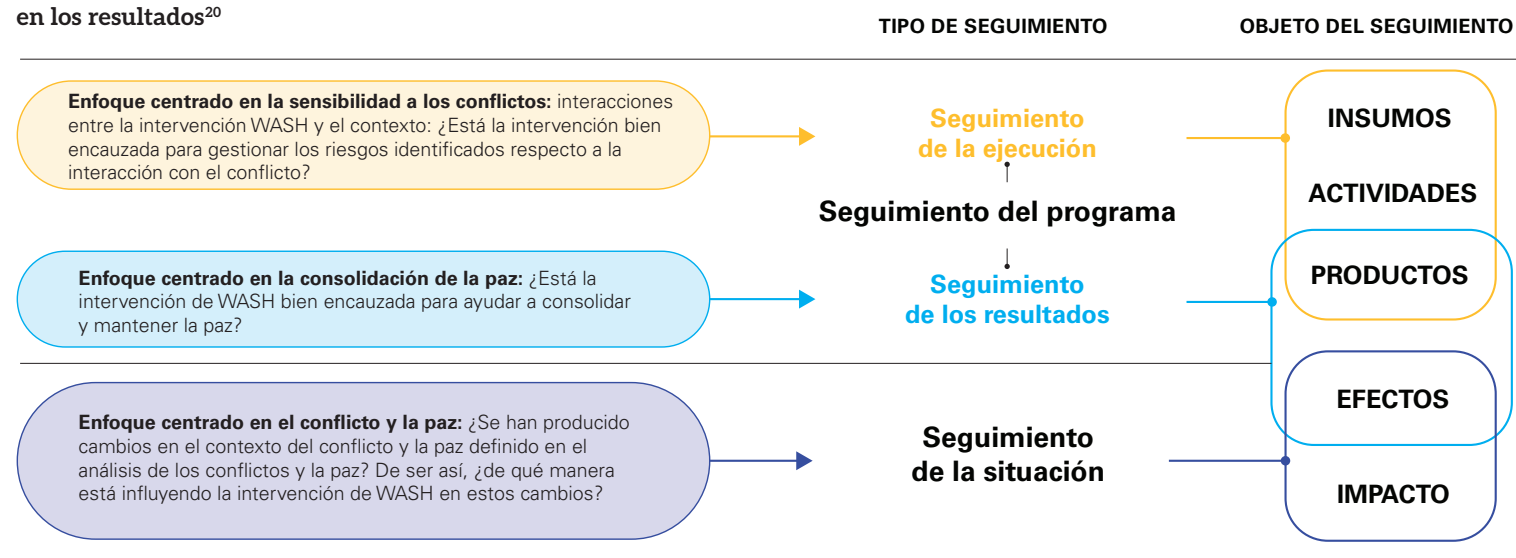 en los resultados²⁰
TIPO DE SEGUIMIENTO
OBJETO DEL SEGUIMIENTO
Enfoque centrado en la sensibilidad a los conflictos: interacciones
entre la intervención WASH y el contexto: ¿Está la intervención bien
encauzada para gestionar los riesgos identificados respecto a la
interacción con el conflicto?
Seguimiento
de la ejecución
INSUMOS
ACTIVIDADES
Seguimiento del programa
Enfoque centrado en la consolidación de la paz: ¿Está la
intervención de WASH bien encauzada para ayudar a consolidar
y mantener la paz?
Seguimiento
de los resultados
PRODUCTOS
Enfoque centrado en el conflicto y la paz: ¿Se han producido
cambios en el contexto del conflicto y la paz definido en el
análisis de los conflictos y la paz? De ser así, ¿de qué manera
está influyendo la intervención de WASH en estos cambios?
Seguimiento
de la situación
EFECTOS
IMPACTO